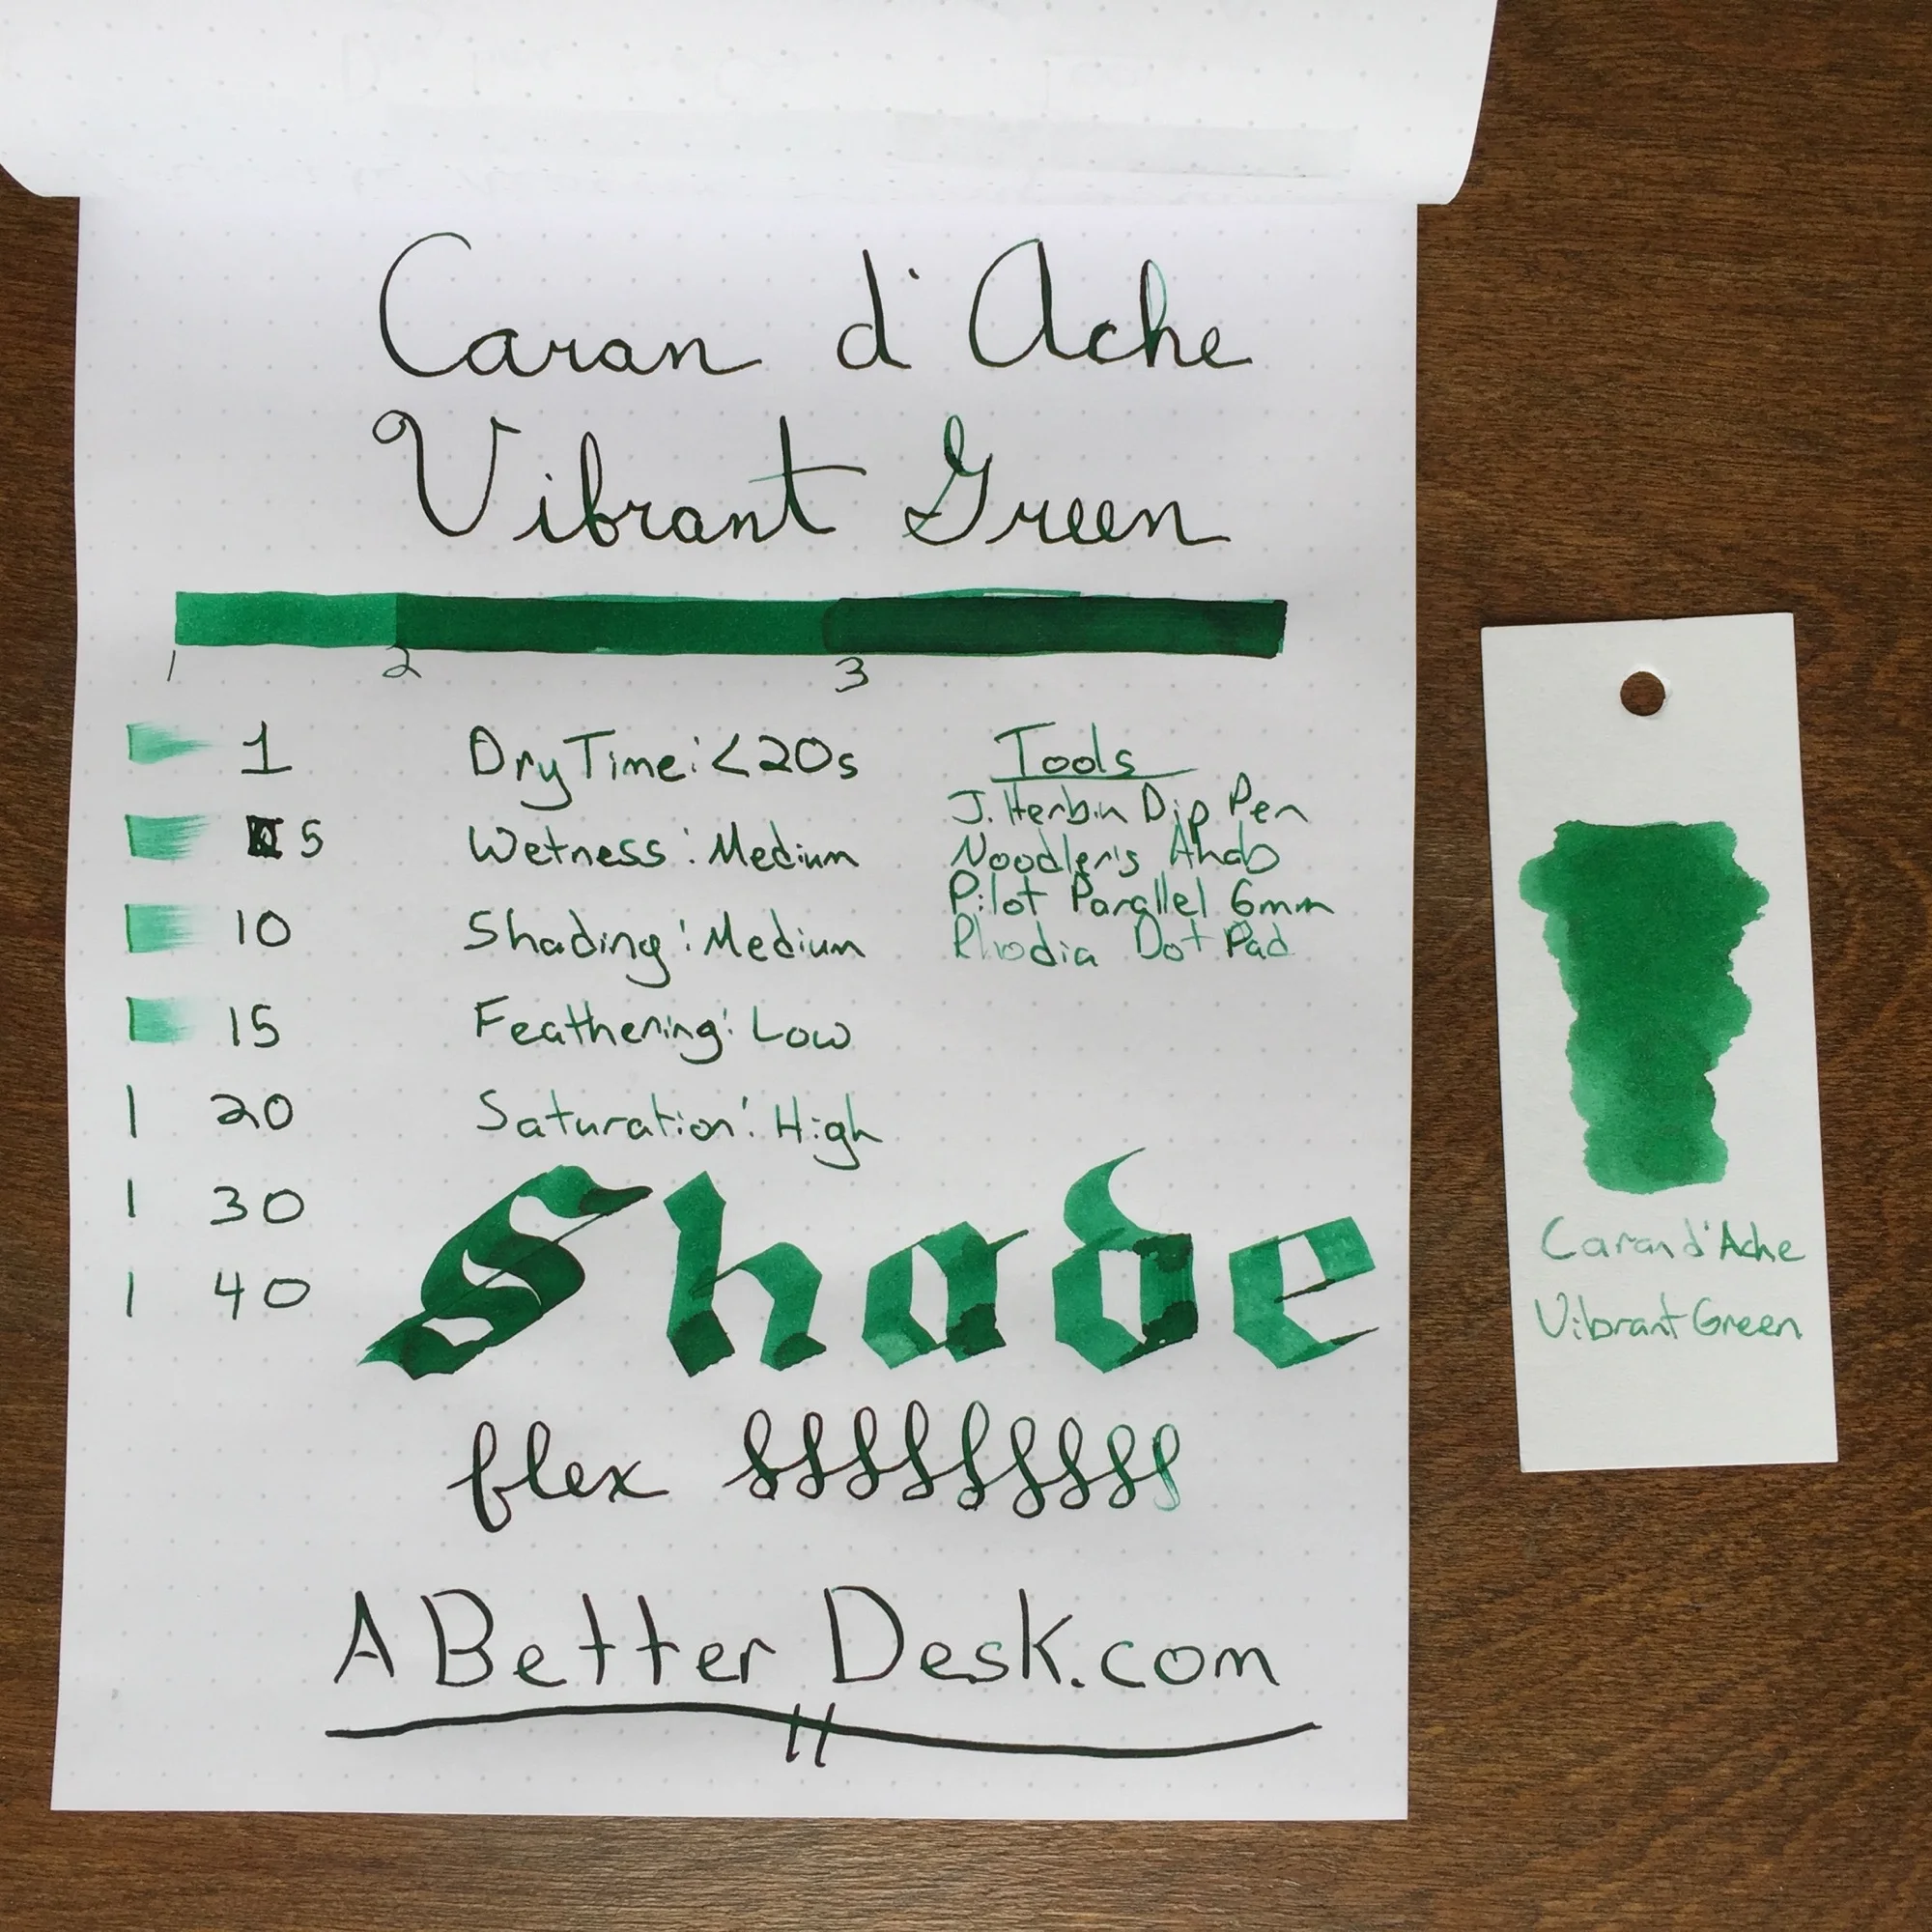 Caran d'Ache
Vibrant Green
1 2 3
1
5
10
15
20
30
40
Dry Time: <20s
Wetness: Medium
Shading: Medium
Feathering: Low
Saturation: High
Tools
J. Herbin Dip Pen
Noodler's Ahab
Pilot Parallel 6mm
Rhodia Dot Pad
Shade
flex
A Better Desk.com
Caran d'Ache
Vibrant Green